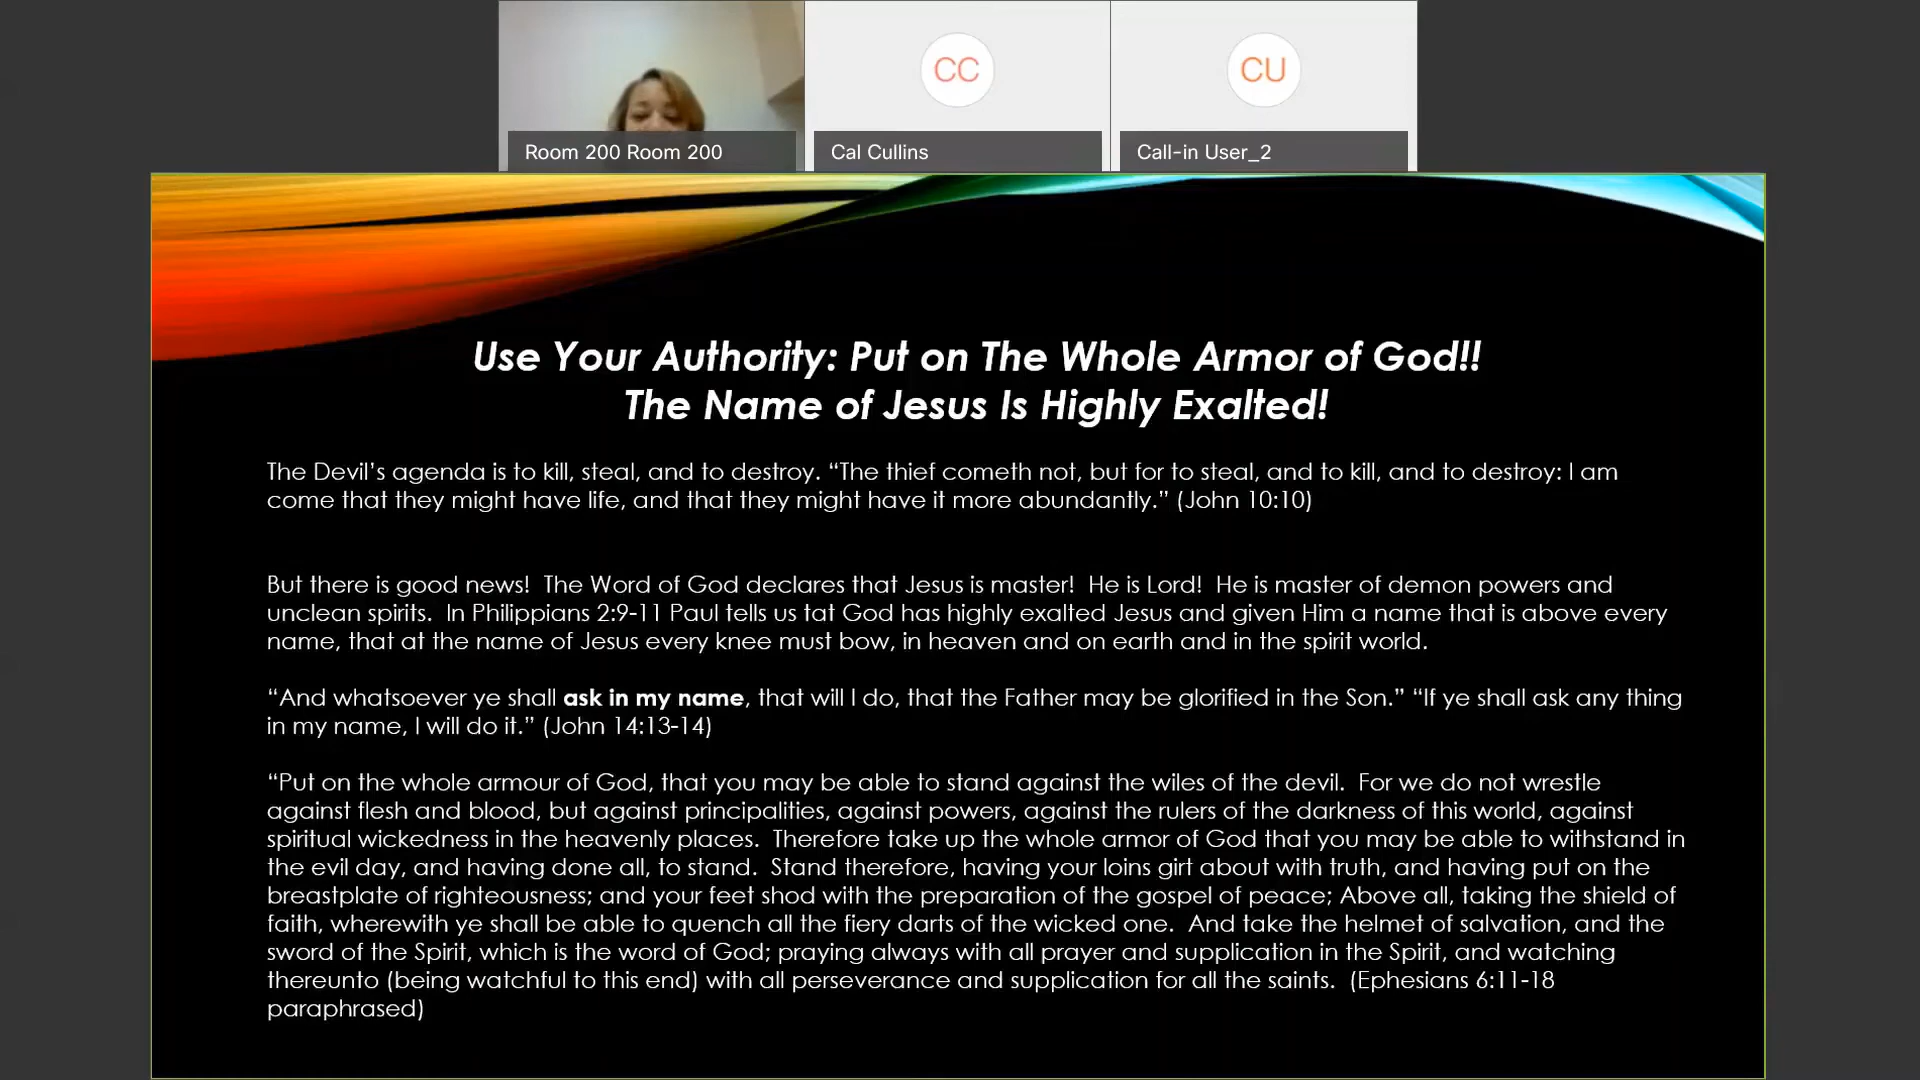 CC
CU
Room 200 Room 200
Cal Cullins
Call-in User_2
Use Your Authority: Put on The Whole Armor of God!!
The Name of Jesus Is Highly Exalted!
The Devil’s agenda is to kill, steal, and to destroy. “The thief cometh not, but for to steal, and to kill, and to destroy: I am
come that they might have life, and that they might have it more abundantly.” (John 10:10)
But there is good news!  The Word of God declares that Jesus is master!  He is Lord!  He is master of demon powers and
unclean spirits.  In Philippians 2:9-11 Paul tells us tat God has highly exalted Jesus and given Him a name that is above every
name, that at the name of Jesus every knee must bow, in heaven and on earth and in the spirit world.
“And whatsoever ye shall ask in my name, that will I do, that the Father may be glorified in the Son.” “If ye shall ask any thing
in my name, I will do it.” (John 14:13-14)
“Put on the whole armour of God, that you may be able to stand against the wiles of the devil.  For we do not wrestle
against flesh and blood, but against principalities, against powers, against the rulers of the darkness of this world, against
spiritual wickedness in the heavenly places.  Therefore take up the whole armor of God that you may be able to withstand in
the evil day, and having done all, to stand.  Stand therefore, having your loins girt about with truth, and having put on the
breastplate of righteousness; and your feet shod with the preparation of the gospel of peace; Above all, taking the shield of
faith, wherewith ye shall be able to quench all the fiery darts of the wicked one.  And take the helmet of salvation, and the
sword of the Spirit, which is the word of God; praying always with all prayer and supplication in the Spirit, and watching
thereunto (being watchful to this end) with all perseverance and supplication for all the saints.  (Ephesians 6:11-18
paraphrased)